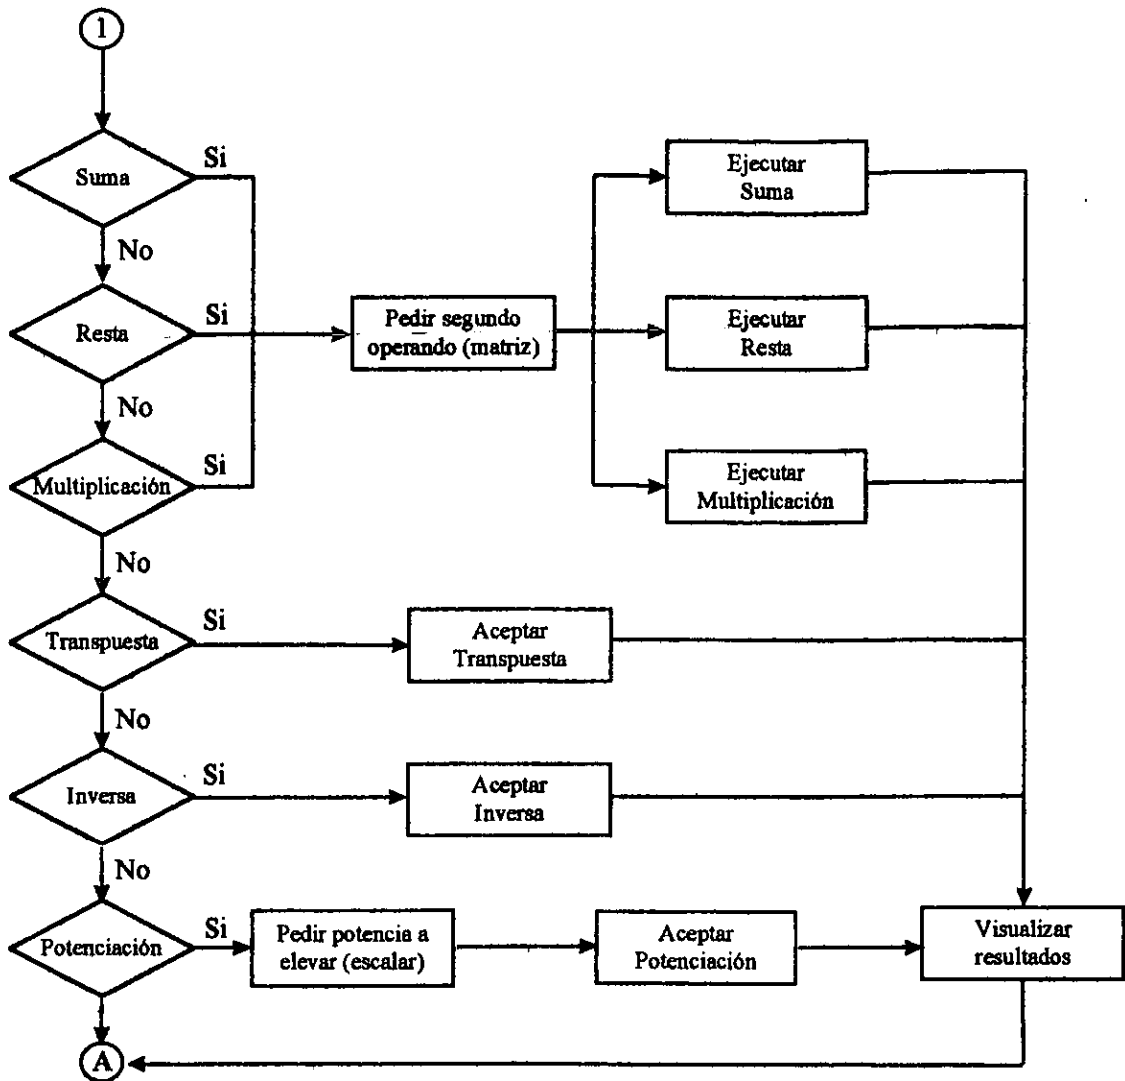 1
Suma
Si
Ejecutar
Suma
No
Resta
Si
Pedir segundo
operando (matriz)
Ejecutar
Resta
No
Multiplicación
Si
Ejecutar
Multiplicación
No
Transpuesta
Si
Aceptar
Transpuesta
No
Inversa
Si
Aceptar
Inversa
No
Potenciación
Si
Pedir potencia a
elevar (escalar)
Aceptar
Potenciación
Visualizar
resultados
A